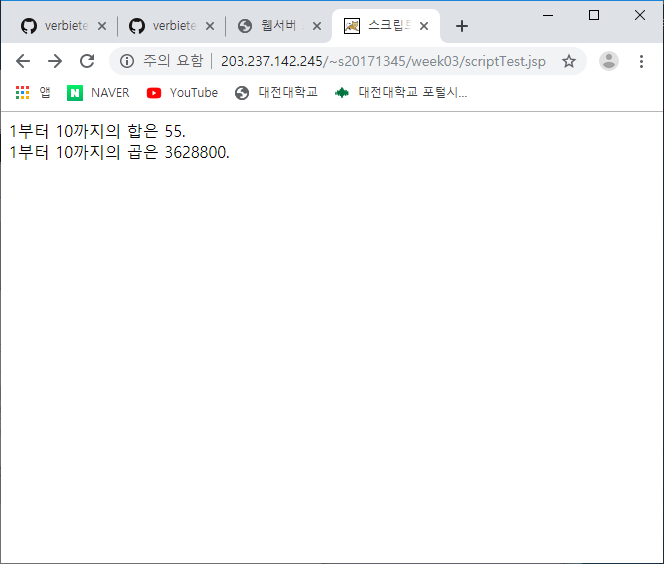 verbiete
verbiete
웹서버
스크립트
주의 요함 203.237.142.245/~s20171345/week03/scriptTest.jsp
앱 NAVER YouTube 대전대학교 대전대학교 포털시...
1부터 10까지의 합은 55.
1부터 10까지의 곱은 3628800.